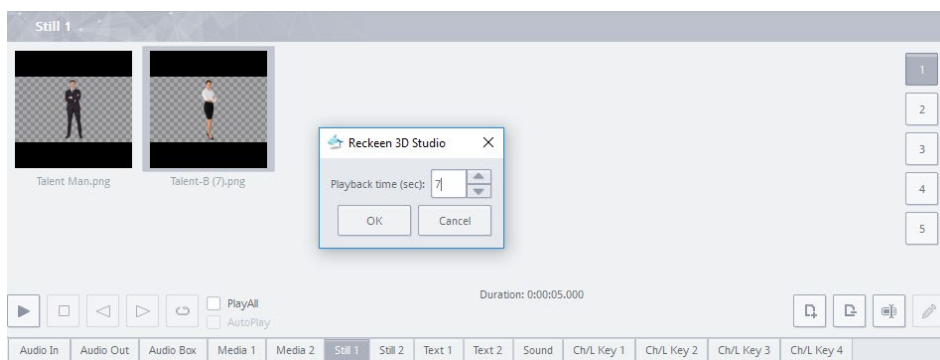 Still 1
1
2
3
4
5
Talent Man.png
Talent-B (7).png
Reckeen 3D Studio
Playback time (sec): 7
OK Cancel
Duration: 0:00:05.000
PlayAll
AutoPlay
Audio In Audio Out Audio Box Media 1 Media 2 Still 1 Still 2 Text 1 Text 2 Sound Ch/L Key 1 Ch/L Key 2 Ch/L Key 3 Ch/L Key 4